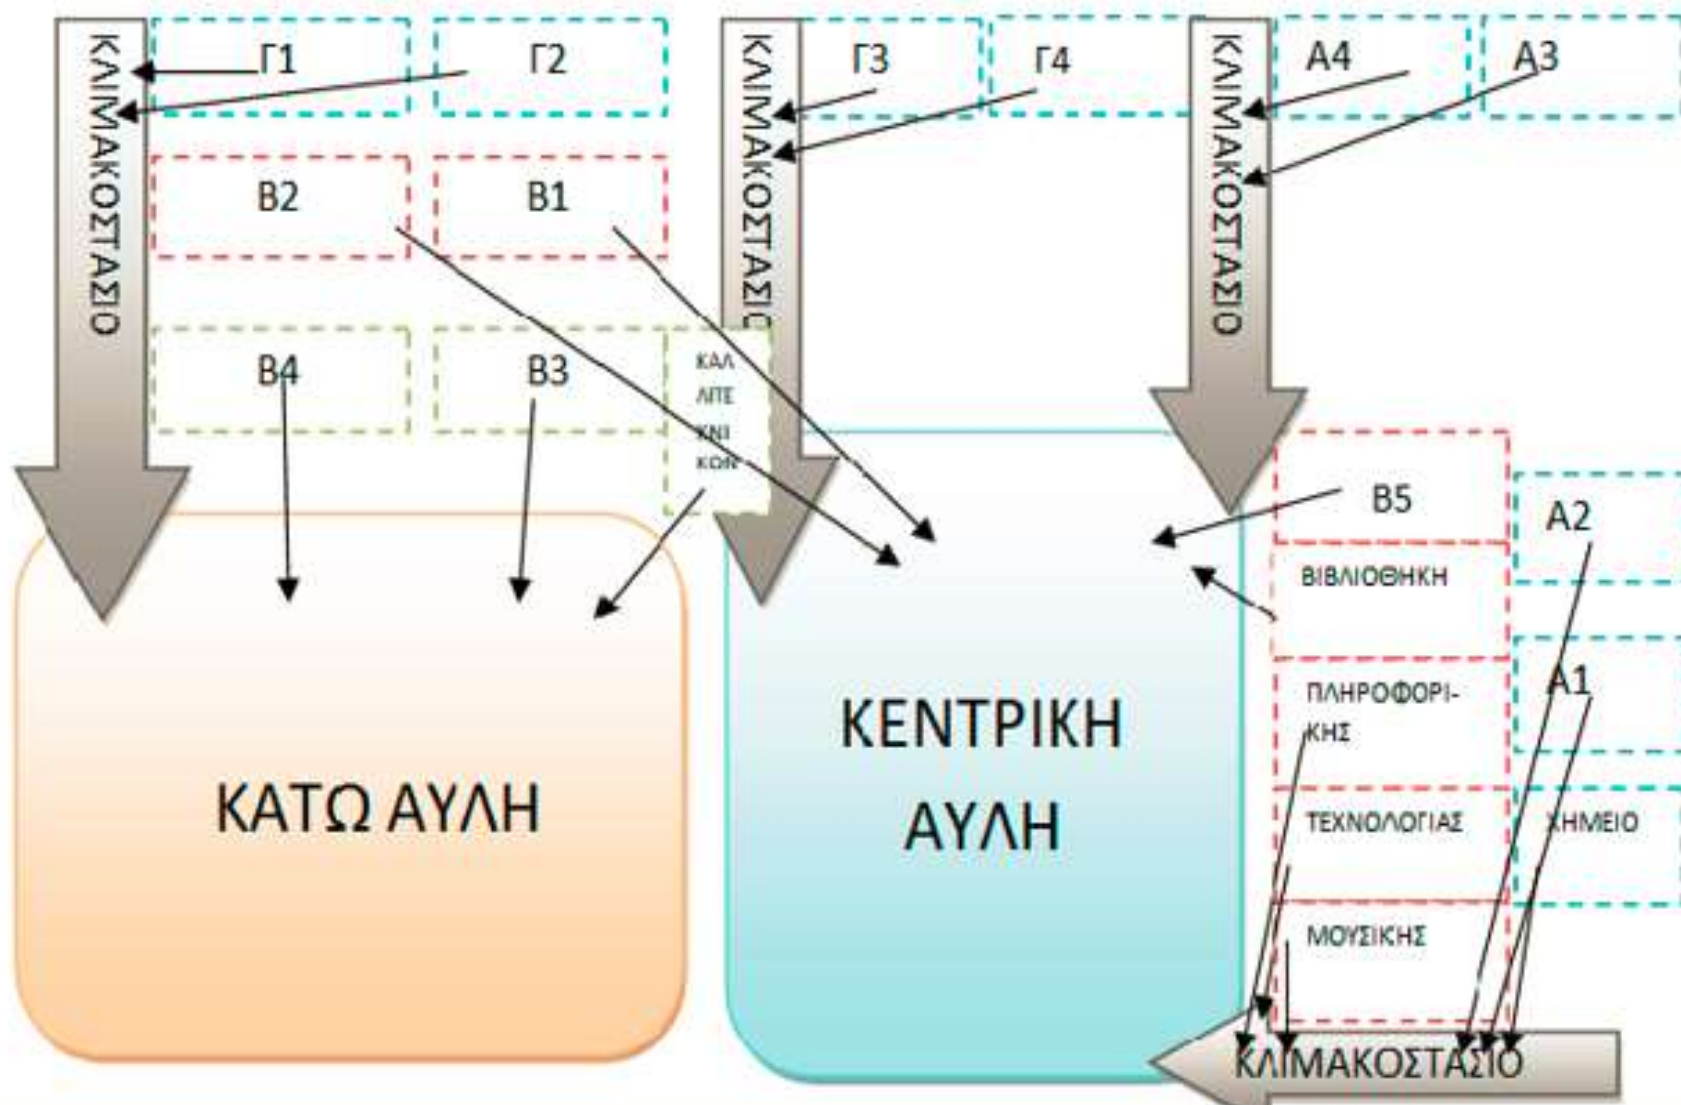 ΚΛΙΜΑΚΟΣΤΑΣΙΟ
Γ1
Γ2
ΚΛΙΜΑΚΟΣΤΑΣΙΟ
Γ3
Γ4
ΚΛΙΜΑΚΟΣΤΑΣΙΟ
Α4
Α3
Β2
Β1
Β4
Β3
ΚΑΛ
ΛΙΤΕ
ΧΝΙ
ΚΩΝ
Β5
Α2
ΒΙΒΛΙΟΘΗΚΗ
ΠΛΗΡΟΦΟΡΙ-
ΚΗΣ
Α1
ΚΑΤΩ ΑΥΛΗ
ΚΕΝΤΡΙΚΗ
ΑΥΛΗ
ΤΕΧΝΟΛΟΓΙΑΣ
ΧΗΜΕΙΟ
ΜΟΥΣΙΚΗΣ
ΚΛΙΜΑΚΟΣΤΑΣΙΟ